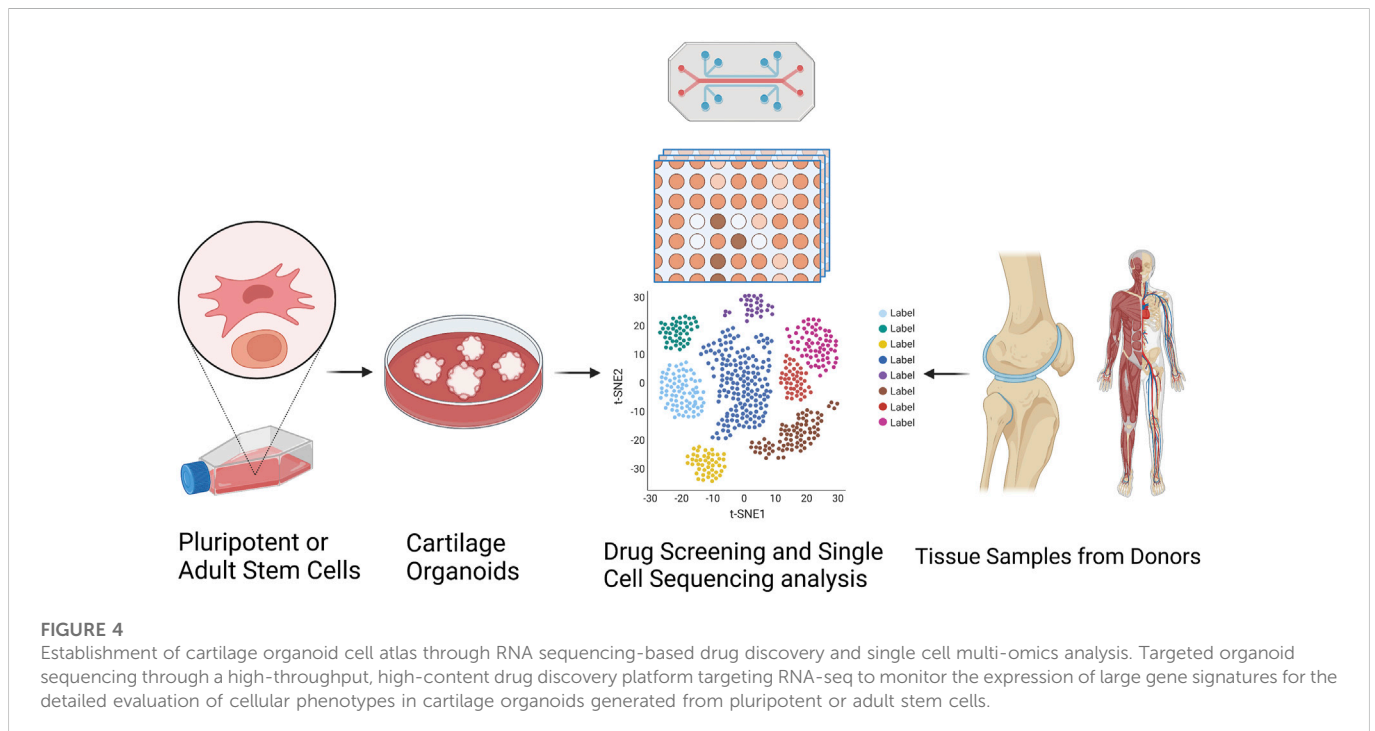 30
20
10
0
-10
-20
-30
t-SNE2
-30
-20
-10
0
10
20
30
t-SNE1
Label
Label
Label
Label
Label
Label
Label
Label
Pluripotent or
Adult Stem Cells
Cartilage
Organoids
Drug Screening and Single
Cell Sequencing analysis
Tissue Samples from Donors
FIGURE 4
Establishment of cartilage organoid cell atlas through RNA sequencing-based drug discovery and single cell multi-omics analysis. Targeted organoid
sequencing through a high-throughput, high-content drug discovery platform targeting RNA-seq to monitor the expression of large gene signatures for the
detailed evaluation of cellular phenotypes in cartilage organoids generated from pluripotent or adult stem cells.